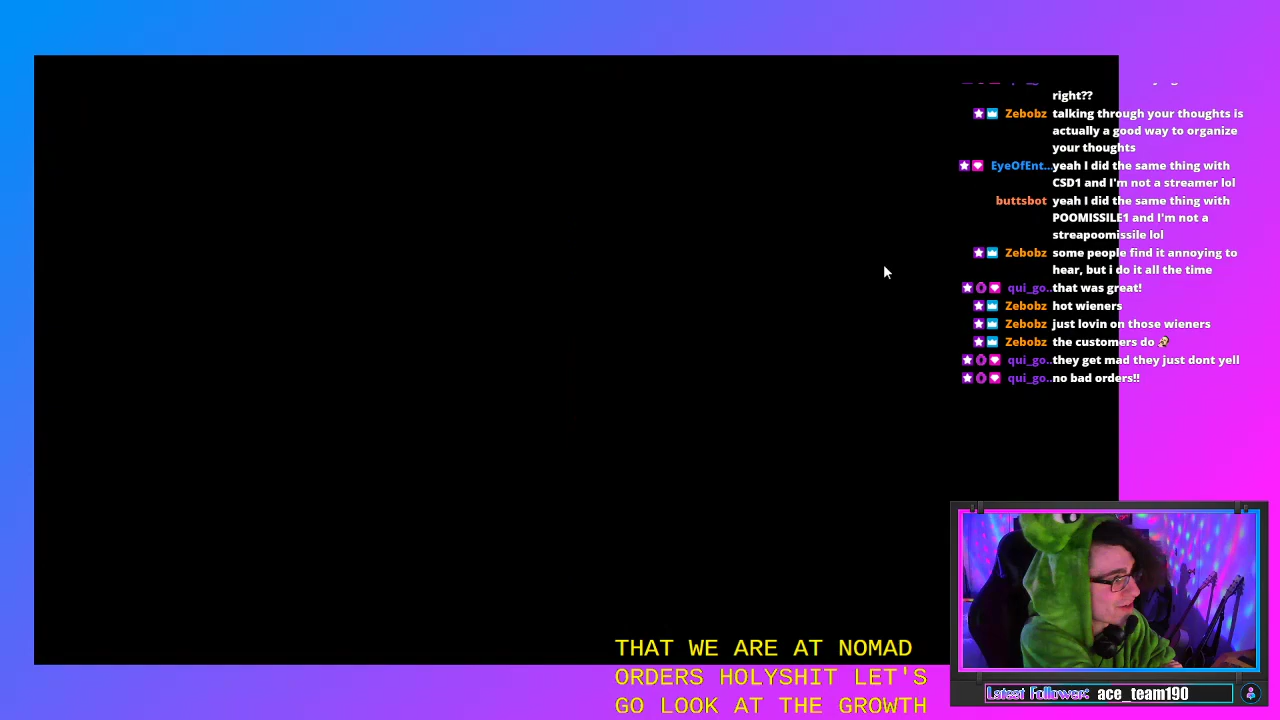 right??
Zebobz talking through your thoughts is
actually a good way to organize
your thoughts
EyeOfEnt... yeah I did the same thing with
CSD1 and I'm not a streamer lol
buttsbot yeah I did the same thing with
POOMISSILE1 and I'm not a
streapoomissile lol
Zebobz some people find it annoying to
hear, but i do it all the time
qui_go... that was great!
Zebobz hot wieners
Zebobz just lovin on those wieners
Zebobz the customers do
qui_go... they get mad they just dont yell
qui_go... no bad orders!!
THAT WE ARE AT NOMAD
ORDERS HOLYSHIT LET'S
GO LOOK AT THE GROWTH
Latest Follower: ace_team190